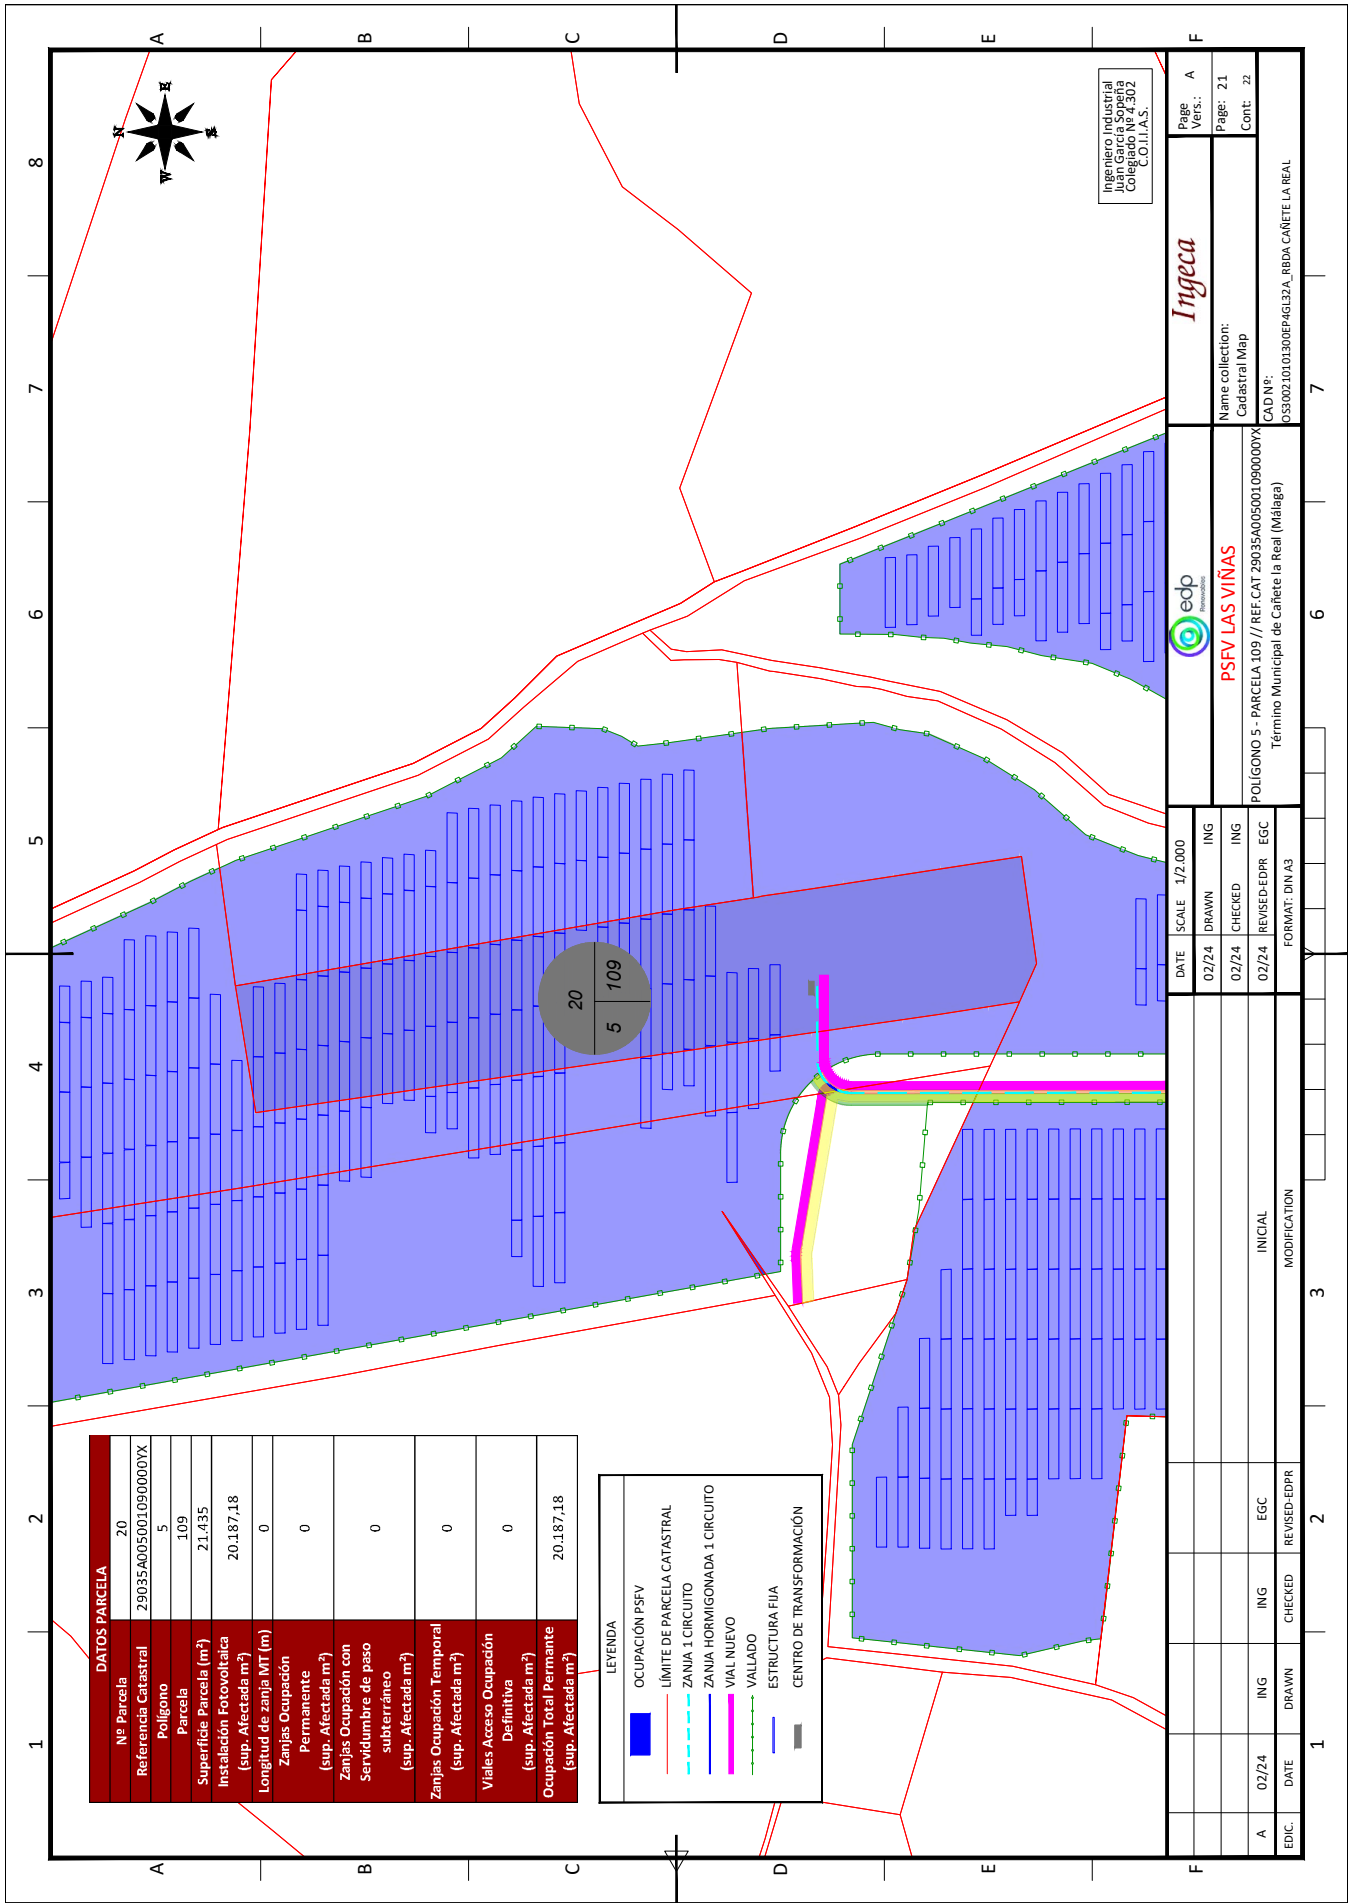 1 2 3 4 5 6 7 8
A B C D E F
N
W E
S
DATOS PARCELA
Nº Parcela 20
Referencia Catastral 29035A005001090000YX
Polígono 5
Parcela 109
Superficie Parcela (m²) 21.435
Instalación Fotovoltaica
(sup. Afectada m²) 20.187,18
Longitud de zanja MT (m) 0
Zanjas Ocupación
Permanente
(sup. Afectada m²) 0
Zanjas Ocupación con
Servidumbre de paso
subterráneo
(sup. Afectada m²) 0
Zanjas Ocupación Temporal
(sup. Afectada m²) 0
Viales Acceso Ocupación
Definitiva
(sup. Afectada m²) 0
Ocupación Total Permante
(sup. Afectada m²) 20.187,18
LEYENDA
OCUPACIÓN PSFV
LÍMITE DE PARCELA CATASTRAL
ZANJA 1 CIRCUITO
ZANJA HORMIGONADA 1 CIRCUITO
VIAL NUEVO
VALLADO
ESTRUCTURA FIJA
CENTRO DE TRANSFORMACIÓN
20
5 109
Ingeniero Industrial
Juan García Sopeña
Colegiado Nº 4.302
C.O.I.I.A.S.
A 02/24 ING ING EGC INICIAL
EDIC. DATE DRAWN CHECKED REVISED-EDPR MODIFICATION
DATE SCALE 1/2.000
02/24 DRAWN ING
02/24 CHECKED ING
02/24 REVISED-EDPR EGC
FORMAT: DIN A3
edp
Renewables
PSFV LAS VIÑAS
POLÍGONO 5 - PARCELA 109 // REF.CAT 29035A005001090000YX
Término Municipal de Cañete la Real (Málaga)
Ingeca
Name collection:
Cadastral Map
CAD Nº:
OS300210101300EP4GL32A_RBDA CAÑETE LA REAL
Page
Vers.: A
Page: 21
Cont: 22
A B C D E F
1 2 3 4 5 6 7